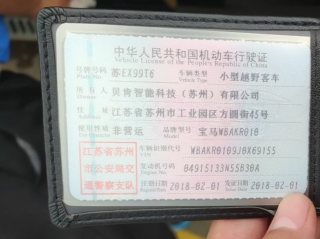 中华人民共和国机动车行驶证
Vehicle License of the People's Republic of China
号牌号码 苏EX99T6 车辆类型 小型越野客车
Plate No. Vehicle Type
所有人 贝肯智能科技（苏州）有限公司
Owner
住址 江苏省苏州市工业园区方圆街45号
Address
使用性质 非营运 品牌型号 宝马WBAKR010
Use Character Model
江苏省苏州 车辆识别代号
VIN
市公安局交 发动机号码 04915133N55B30A
Engine No.
通警察支队 注册日期 2018-02-01 发证日期 2018-02-01
Register Date Issue Date